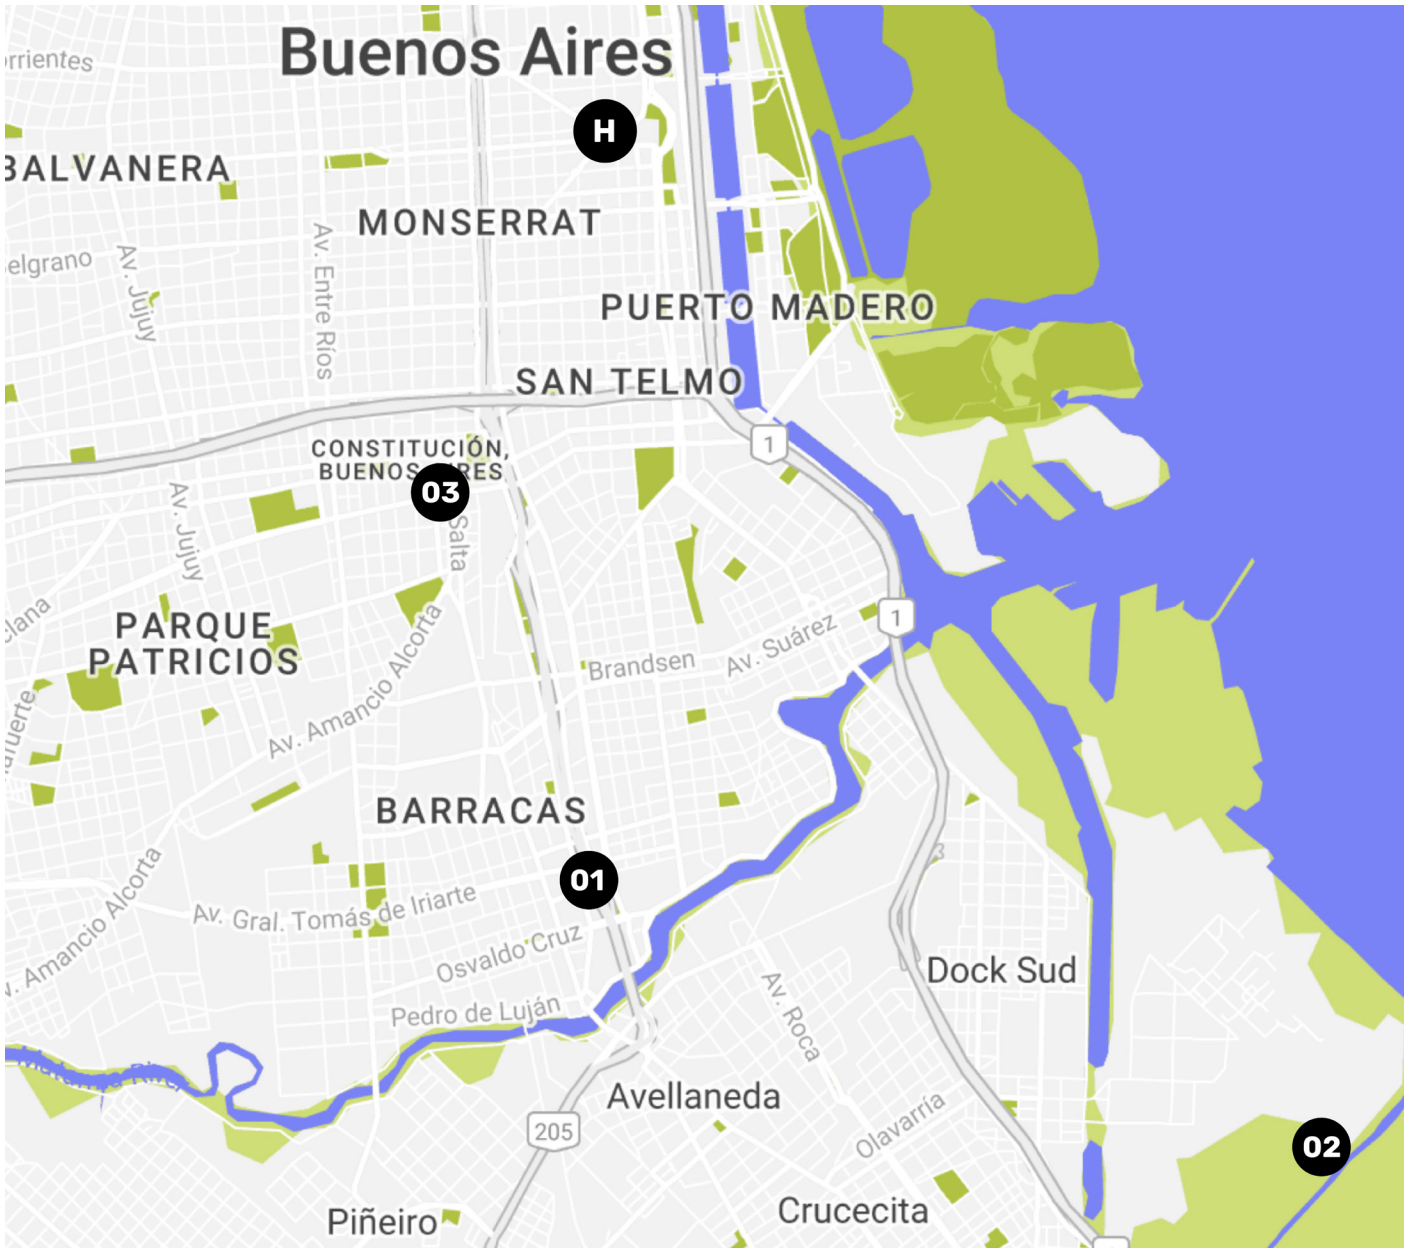 Buenos Aires
rrientes
H
BALVANERA
MONSERRAT
Av. Entre Ríos
Av. Jujuy
elgrano
PUERTO MADERO
SAN TELMO
1
CONSTITUCIÓN,
BUENOS AIRES
03
Salta
Av. Jujuy
1
PARQUE
PATRICIOS
Av. Amancio Alcorta
Brandsen
Av. Suárez
BARRACAS
01
Av. Gral. Tomás de Iriarte
Av. Amancio Alcorta
Osvaldo Cruz
Pedro de Luján
Dock Sud
Av. Roca
Matanza River
Avellaneda
Olavarría
205
02
Piñeiro
Crucecita